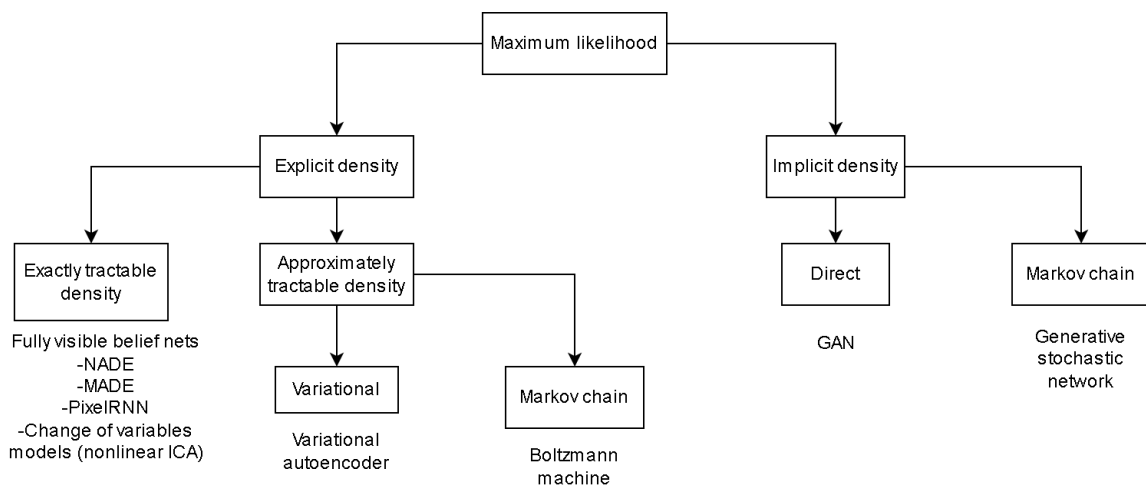 Maximum likelihood
Explicit density
Implicit density
Exactly tractable
density
Approximately
tractable density
Direct
Markov chain
Fully visible belief nets
-NADE
-MADE
-PixelRNN
-Change of variables
models (nonlinear ICA)
Variational
Variational
autoencoder
Markov chain
Boltzmann
machine
GAN
Generative
stochastic
network